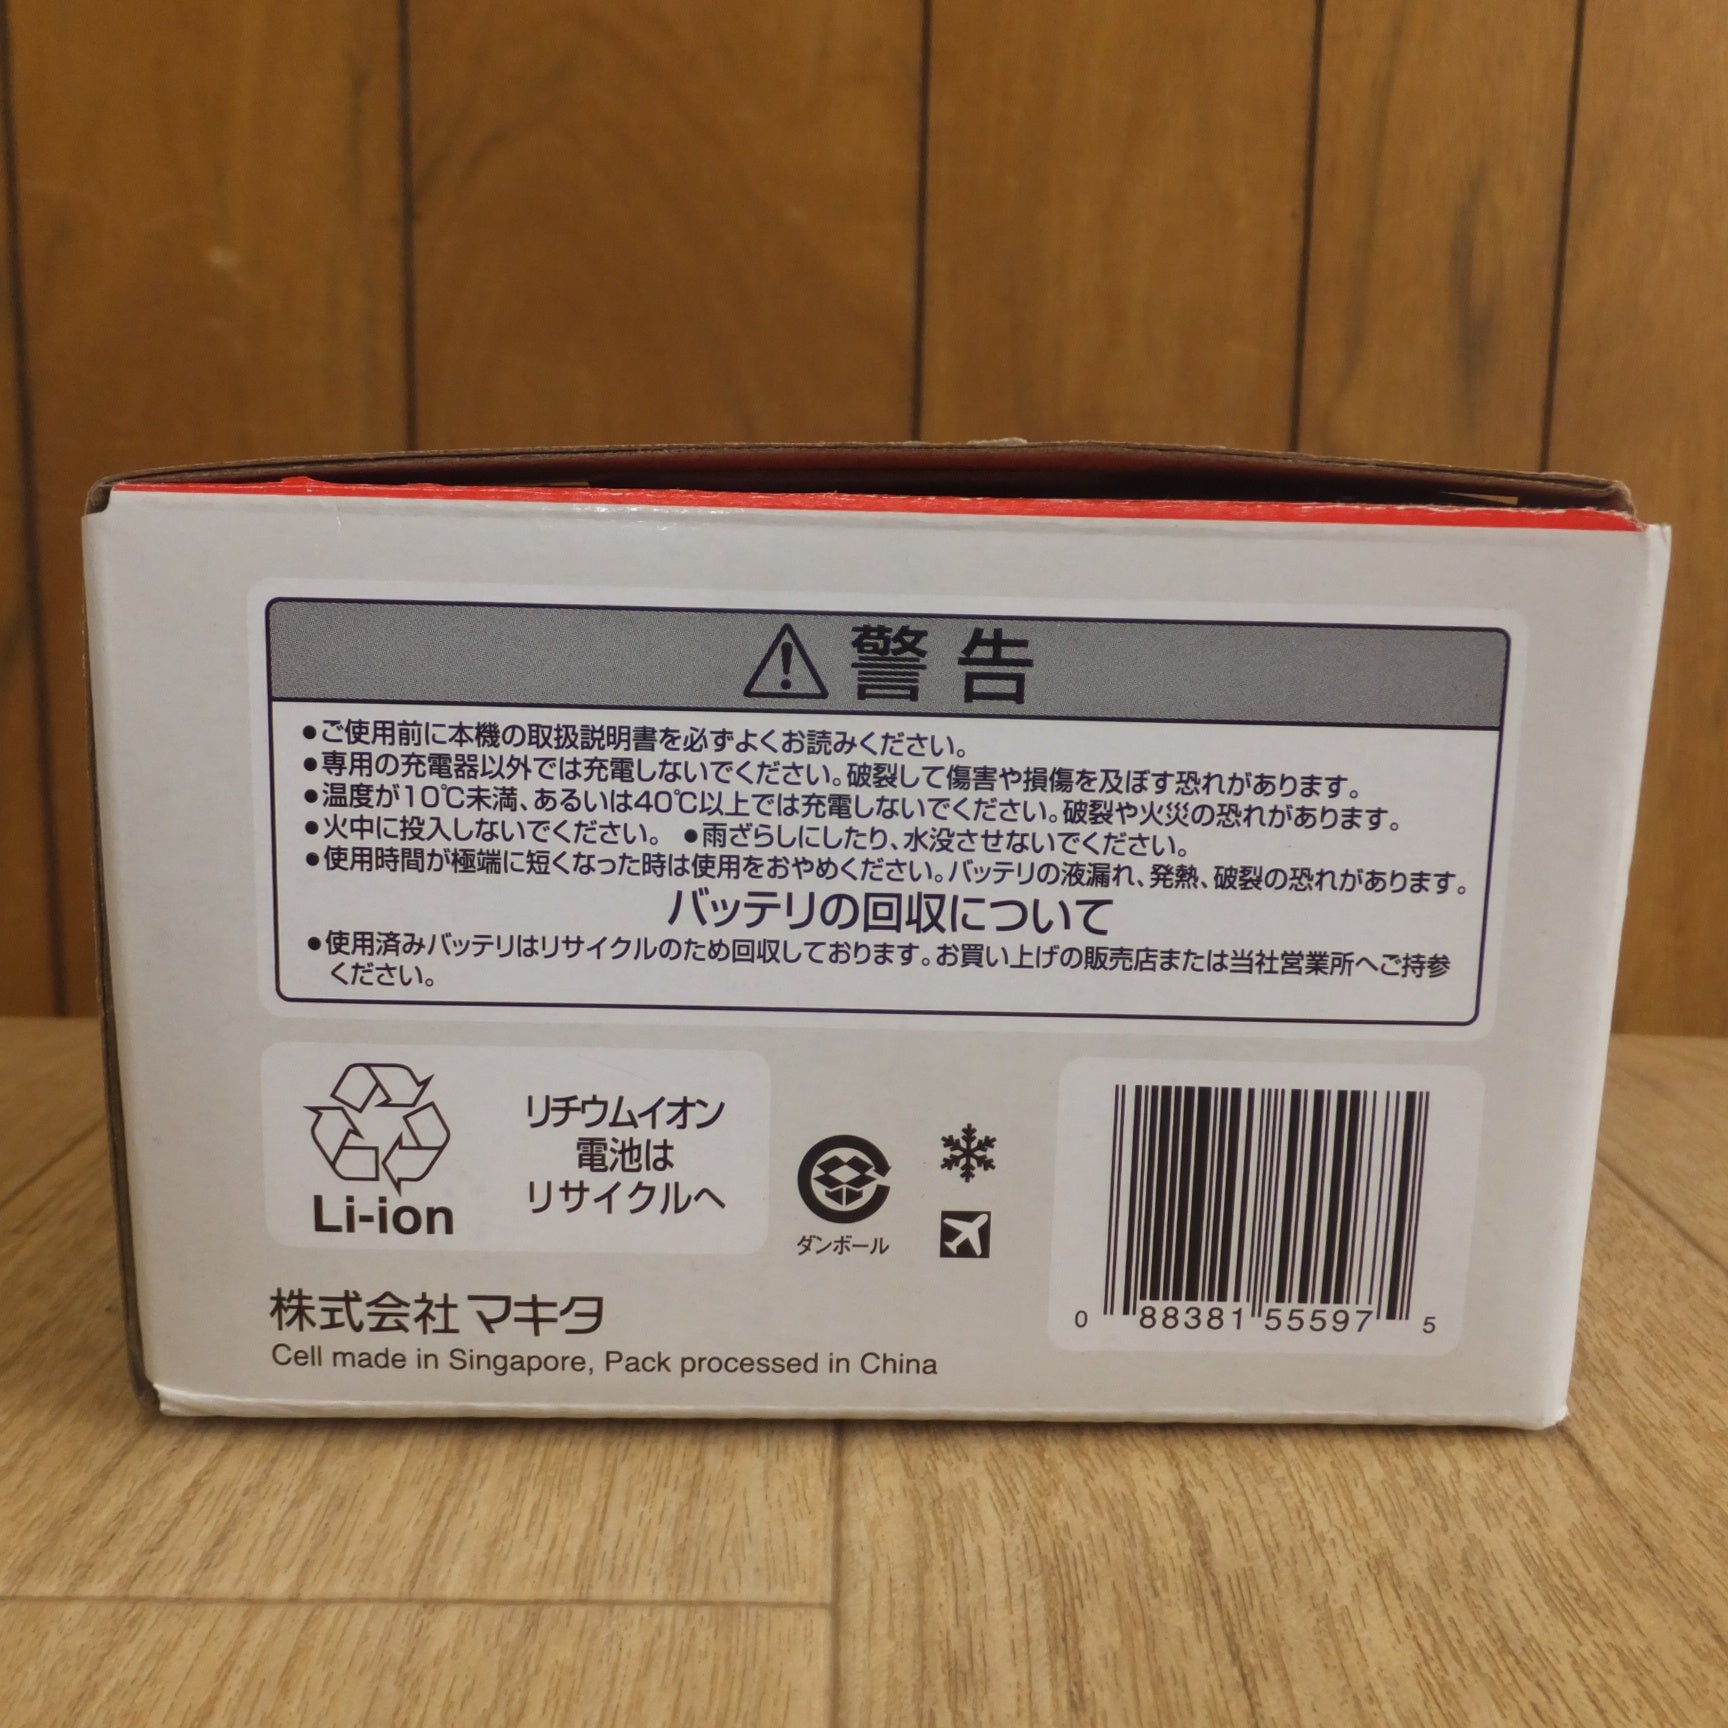 警告
●ご使用前に本機の取扱説明書を必ずよくお読みください。
●専用の充電器以外では充電しないでください。破裂して傷害や損傷を及ぼす恐れがあります。
●温度が10℃未満、あるいは40℃以上では充電しないでください。破裂や火災の恐れがあります。
●火中に投入しないでください。 ●雨ざらしにしたり、水没させないでください。
●使用時間が極端に短くなった時は使用をおやめください。バッテリの液漏れ、発熱、破裂の恐れがあります。
バッテリの回収について
●使用済みバッテリはリサイクルのため回収しております。お買い上げの販売店または当社営業所へご持参
ください。
Li-ion
リチウムイオン
電池は
リサイクルへ
ダンボール
0 88381 55597 5
株式会社マキタ
Cell made in Singapore, Pack processed in China